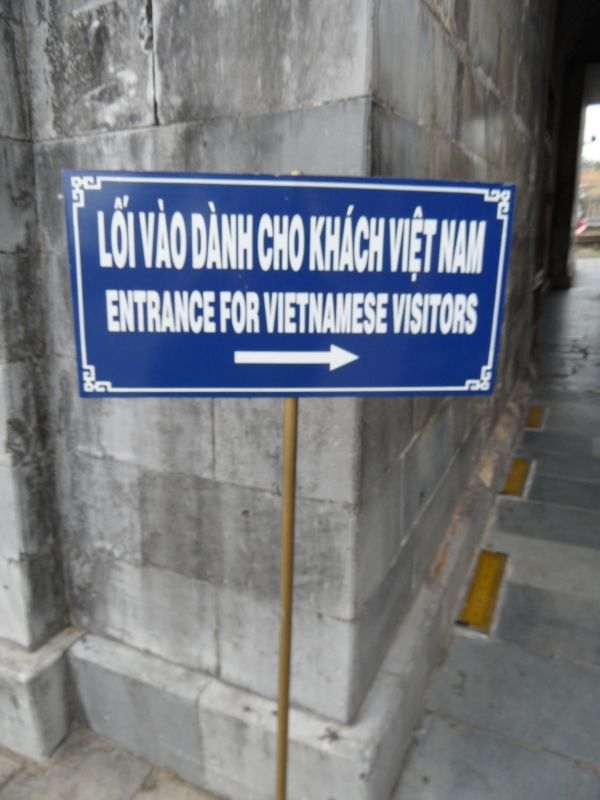 LỐI VÀO DÀNH CHO KHÁCH VIỆT NAM
ENTRANCE FOR VIETNAMESE VISITORS